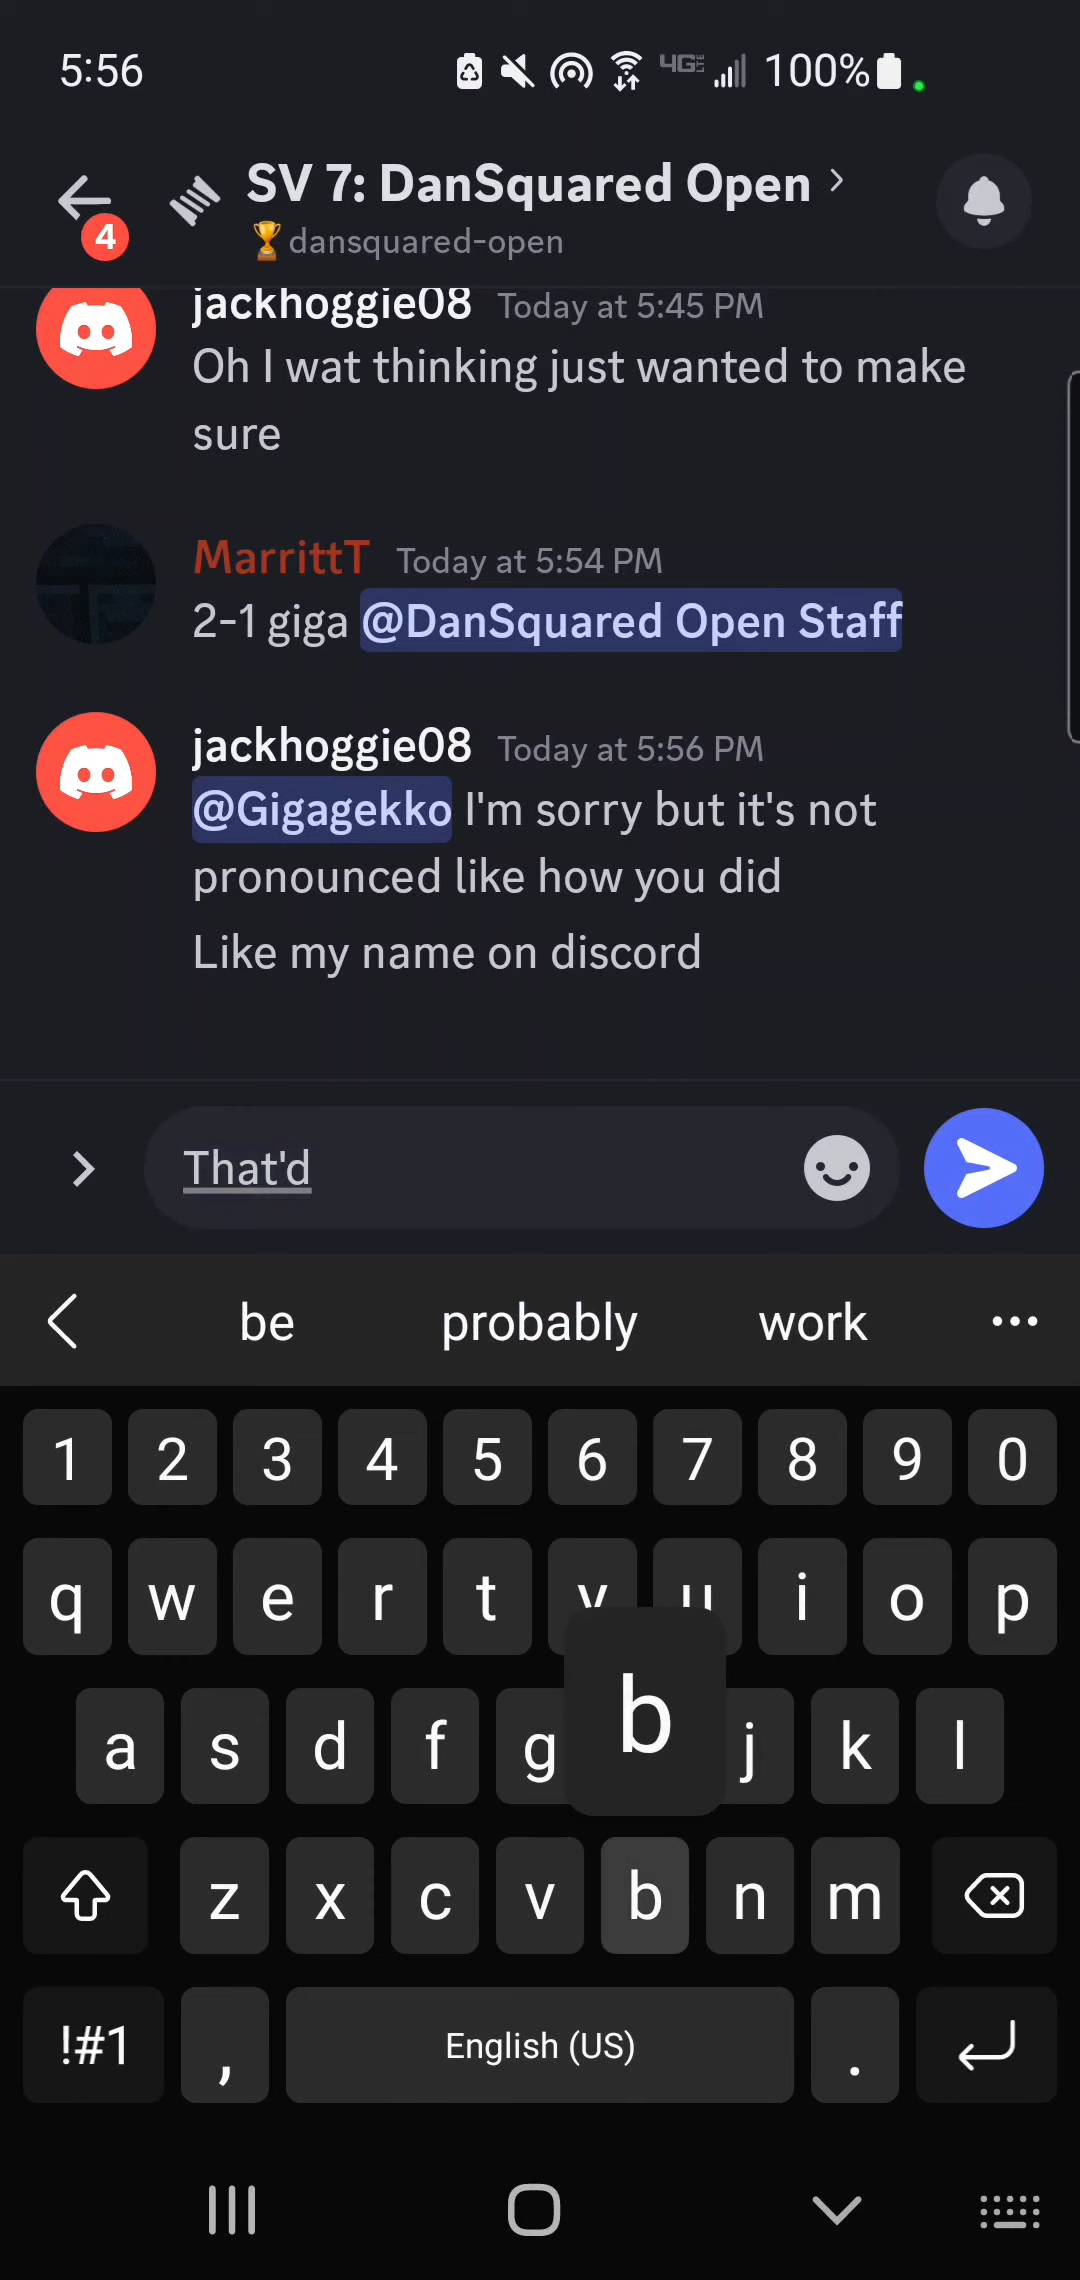 5:56 4G LTE 100%
SV 7: DanSquared Open
4
🏆dansquared-open
jackhoggie08 Today at 5:45 PM
Oh I wat thinking just wanted to make
sure
MarrittT Today at 5:54 PM
2-1 giga @DanSquared Open Staff
jackhoggie08 Today at 5:56 PM
@Gigagekko I'm sorry but it's not
pronounced like how you did
Like my name on discord
That'd
be probably work
1 2 3 4 5 6 7 8 9 0
q w e r t y u i o p
a s d f g b j k l
z x c v b n m
!#1 , English (US) .